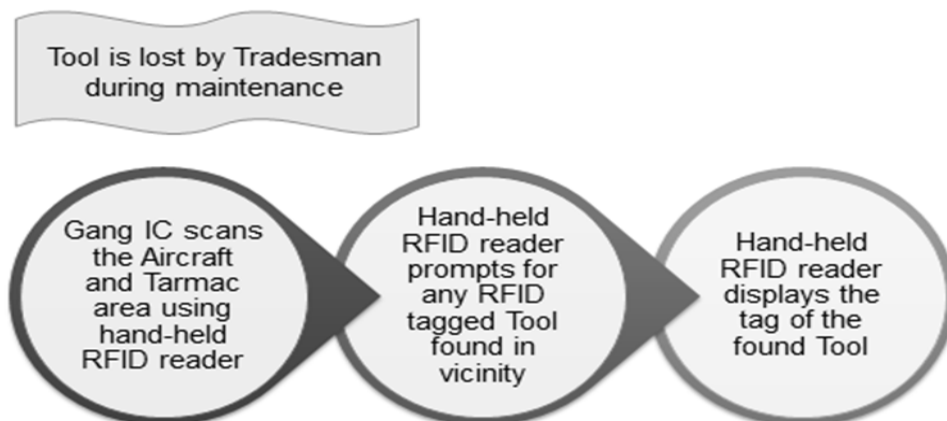 Tool is lost by Tradesman
during maintenance
Gang IC scans
the Aircraft
and Tarmac
area using
hand-held
RFID reader
Hand-held
RFID reader
prompts for
any RFID
tagged Tool
found in
vicinity
Hand-held
RFID reader
displays the
tag of the
found Tool